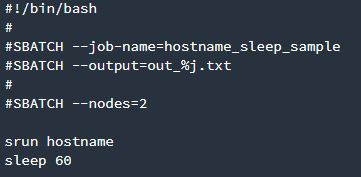 #!/bin/bash
#
#SBATCH --job-name=hostname_sleep_sample
#SBATCH --output=out_%j.txt
#
#SBATCH --nodes=2

srun hostname
sleep 60